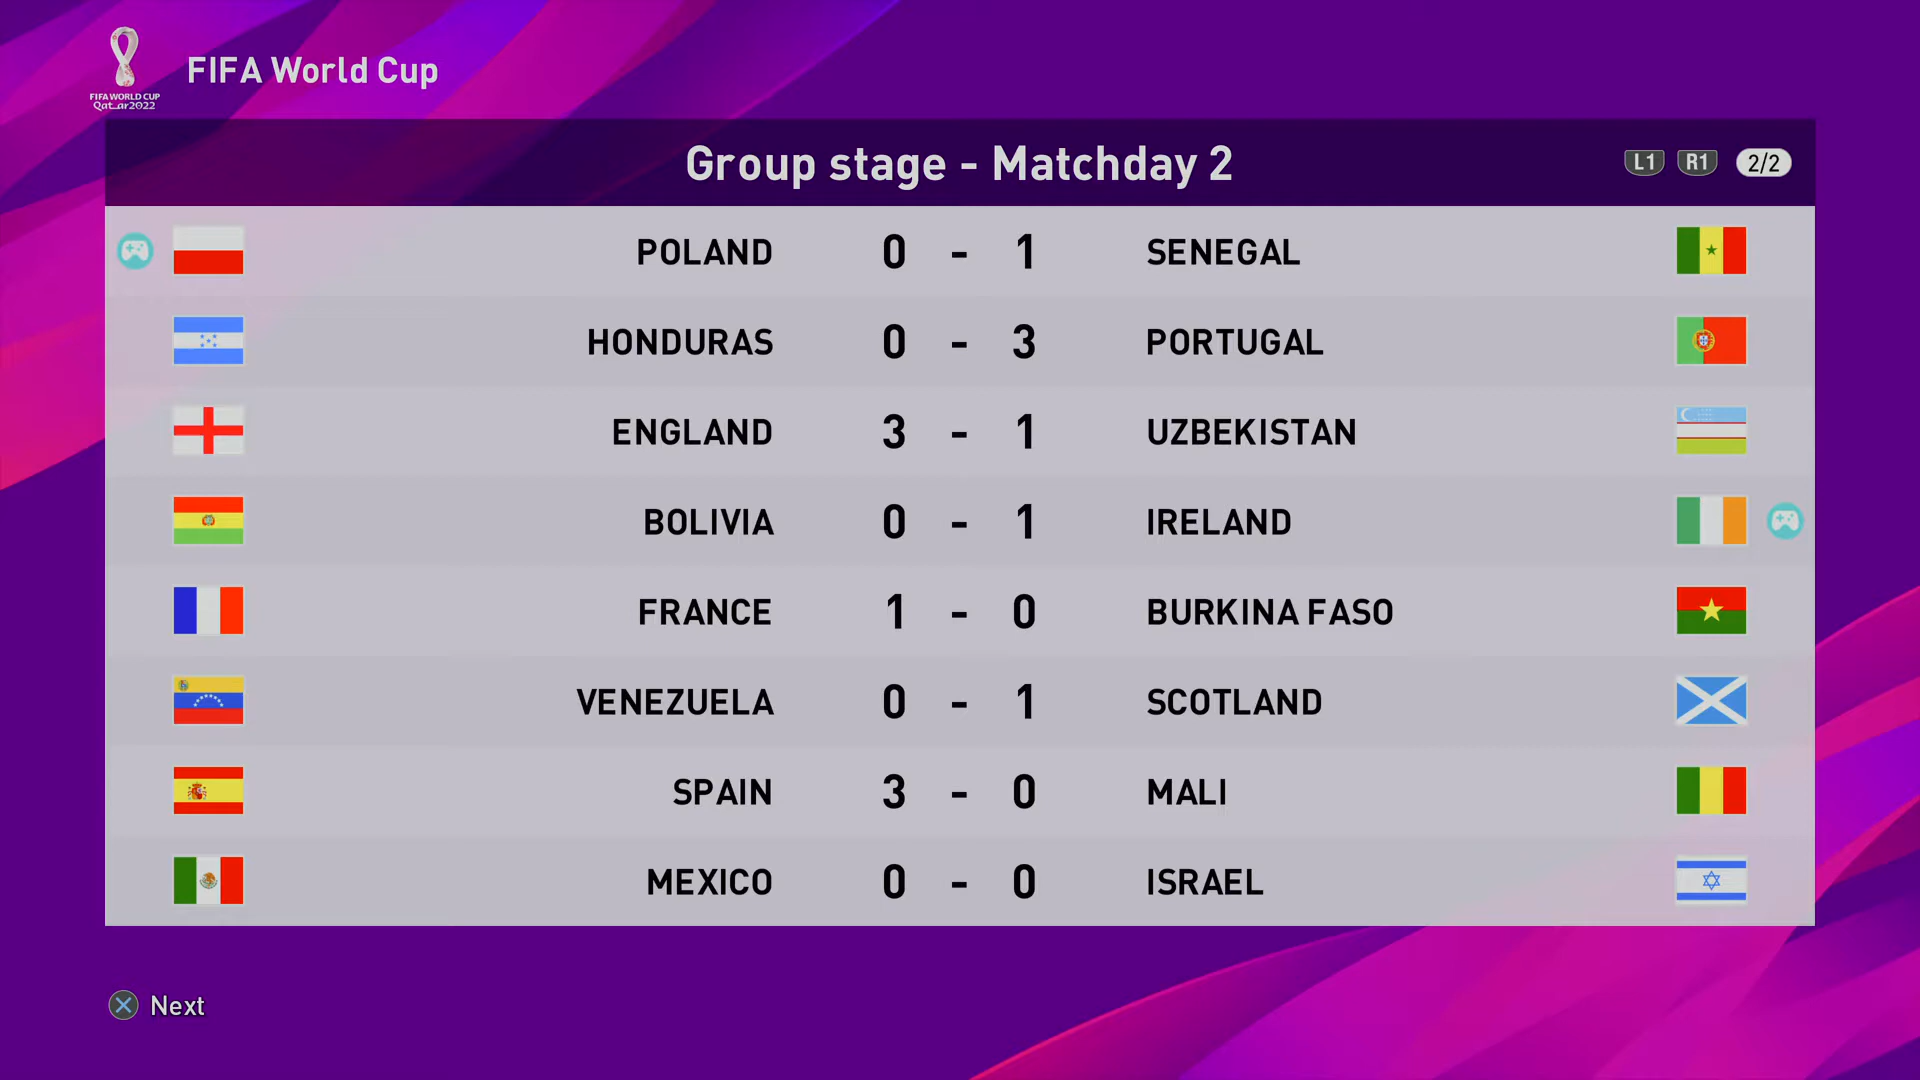 FIFA WORLD CUP
Qatar2022
FIFA World Cup
Group stage - Matchday 2
L1 R1 2/2
POLAND 0 - 1 SENEGAL
HONDURAS 0 - 3 PORTUGAL
ENGLAND 3 - 1 UZBEKISTAN
BOLIVIA 0 - 1 IRELAND
FRANCE 1 - 0 BURKINA FASO
VENEZUELA 0 - 1 SCOTLAND
SPAIN 3 - 0 MALI
MEXICO 0 - 0 ISRAEL
Next